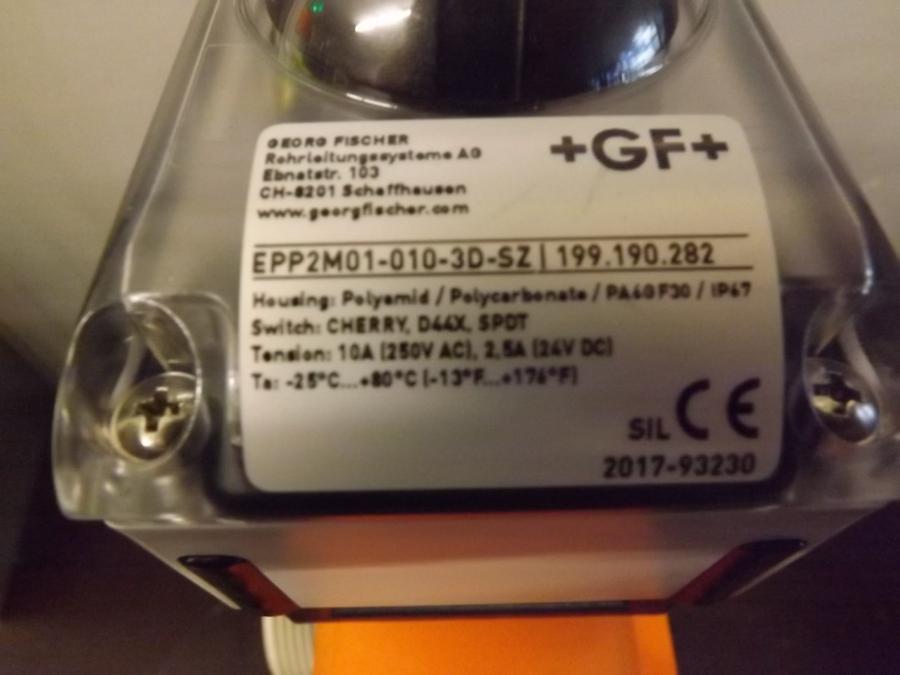 GEORG FISCHER
Rohrleitungssysteme AG
Ebnatstr. 103
CH-8201 Schaffhausen
www.georgfischer.com
+GF+
EPP2M01-010-3D-SZ | 199.190.282
Housing: Polyamid / Polycarbonate / PA6GF30 / IP67
Switch: CHERRY, D44X, SPDT
Tension: 10A (250V AC), 2,5A (24V DC)
Ta: -25°C...+80°C (-13°F...+176°F)
SIL CE
2017-93230